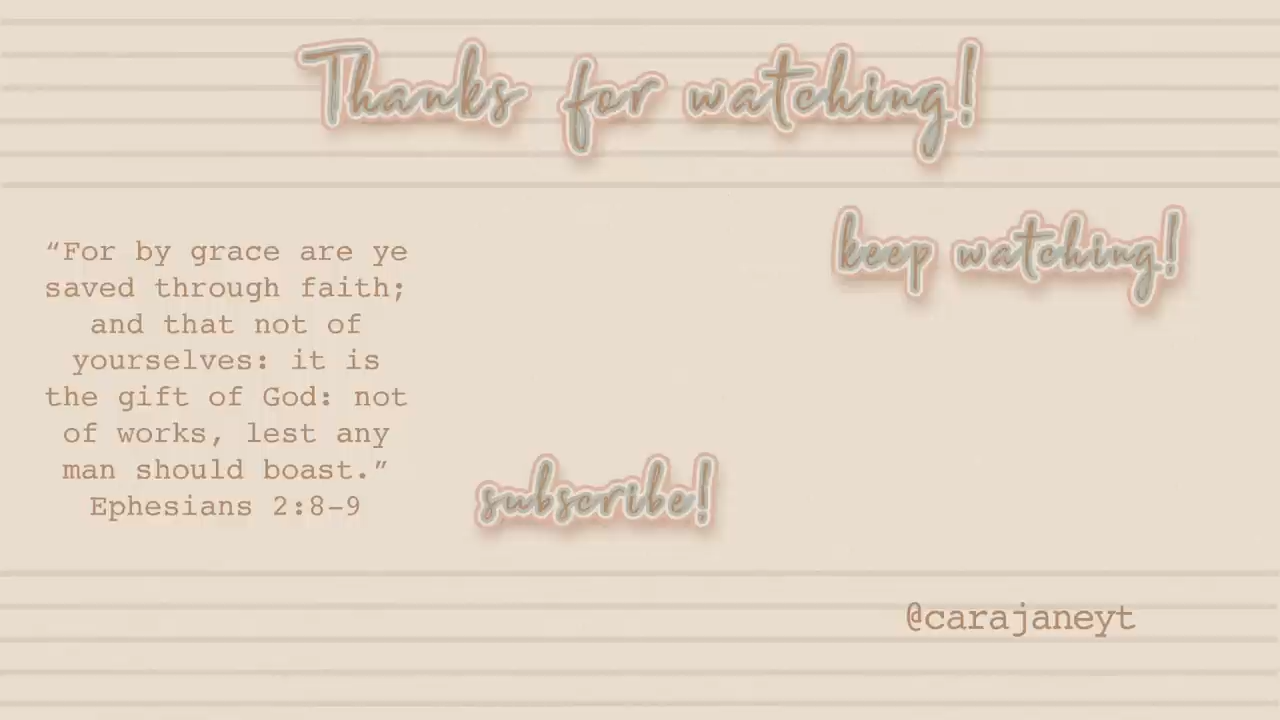 Thanks for watching!
keep watching!
“For by grace are ye
saved through faith;
and that not of
yourselves: it is
the gift of God: not
of works, lest any
man should boast.”
Ephesians 2:8-9
subscribe!
@carajaneyt